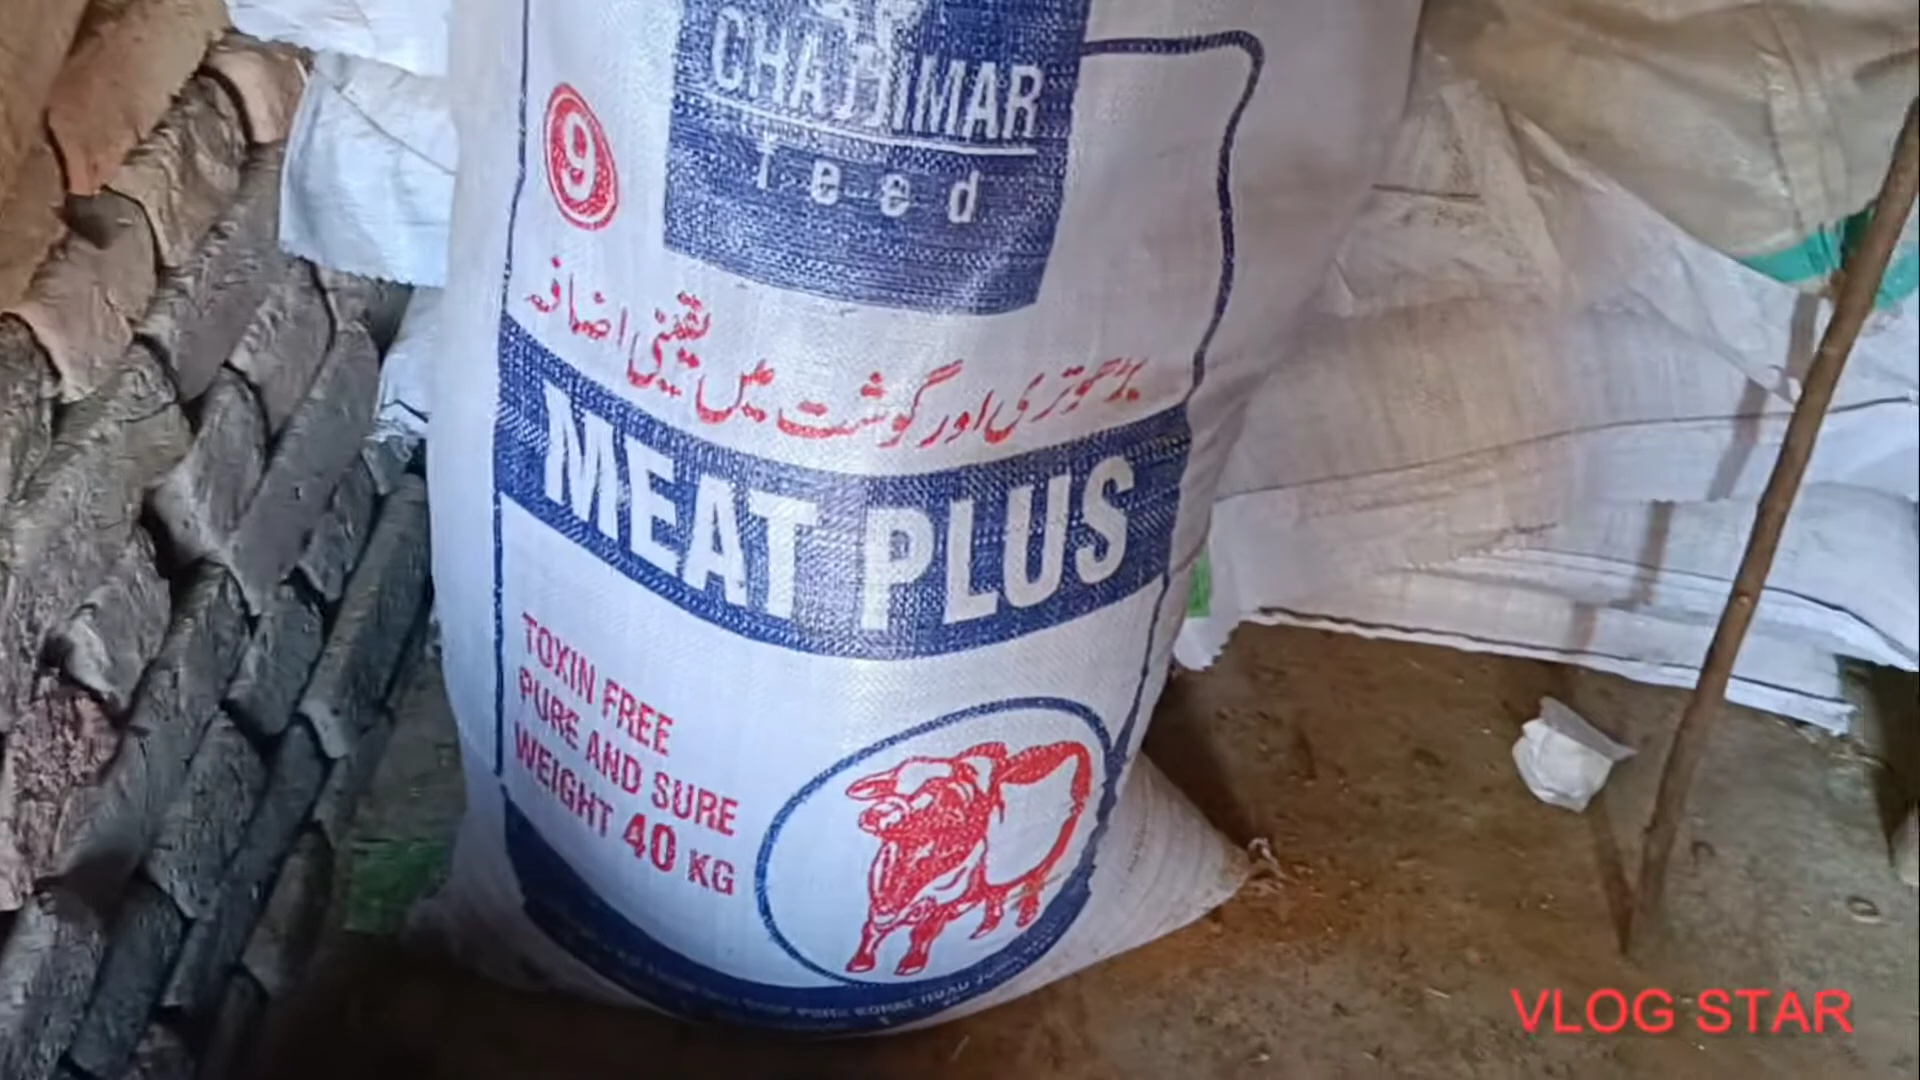 CHAJJIMAR
feed
9
بڑھوتری اور گوشت میں یقینی اضافہ
MEAT PLUS
TOXIN FREE
PURE AND SURE
WEIGHT 40 KG
VLOG STAR